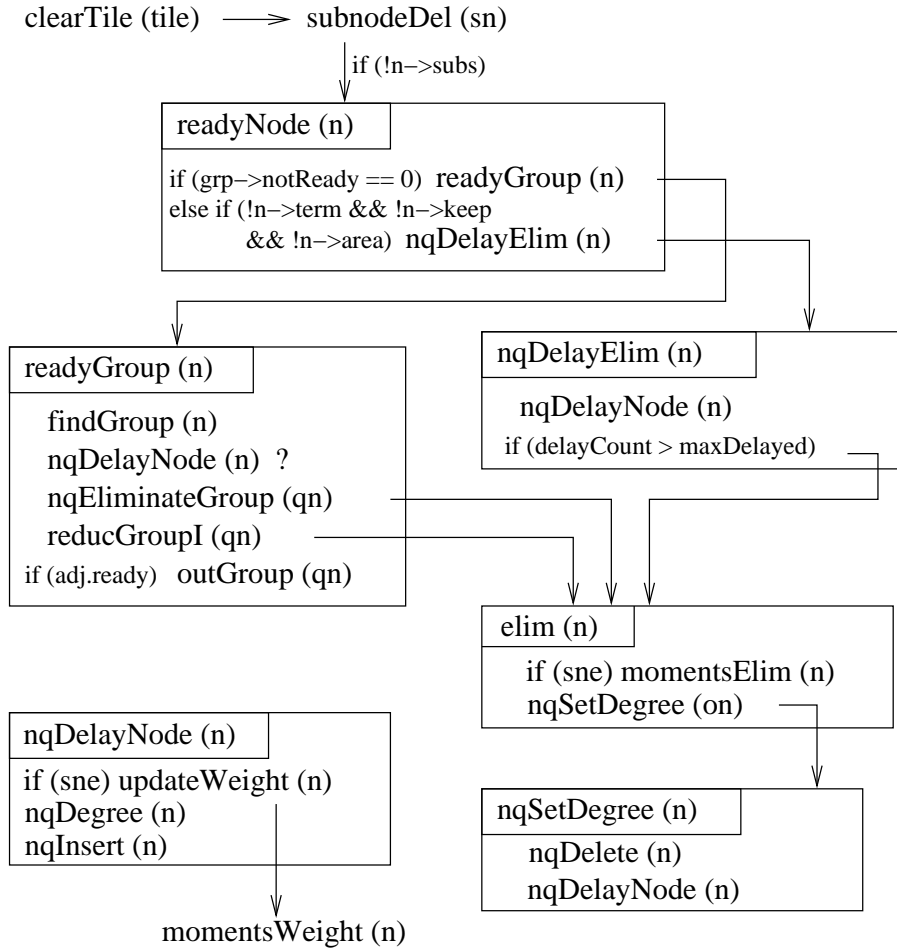 clearTile (tile) subnodeDel (sn)
if (!n−>subs)
readyNode (n)
if (grp−>notReady == 0) readyGroup (n)
else if (!n−>term && !n−>keep
&& !n−>area) nqDelayElim (n)
readyGroup (n)
findGroup (n)
nqDelayNode (n) ?
nqEliminateGroup (qn)
reducGroupI (qn)
if (adj.ready) outGroup (qn)
nqDelayElim (n)
nqDelayNode (n)
if (delayCount > maxDelayed)
elim (n)
if (sne) momentsElim (n)
nqSetDegree (on)
nqDelayNode (n)
if (sne) updateWeight (n)
nqDegree (n)
nqInsert (n)
momentsWeight (n)
nqSetDegree (n)
nqDelete (n)
nqDelayNode (n)